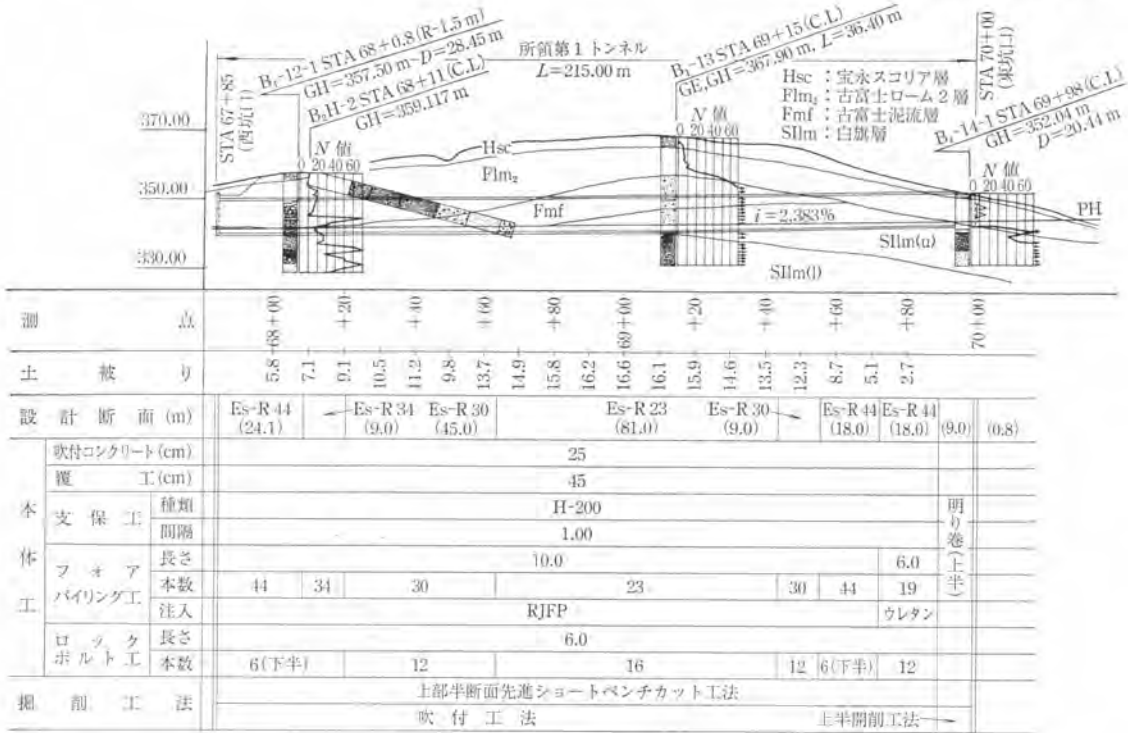 B₁-12-1 STA 68+0.8 (R-1.5 m)
GH=357.50 m~D=28.45 m
B₂H-2 STA 68+11 (C.L)
GH=359.117 m
所領第1トンネル
L=215.00 m
B₁-13 STA 69+15 (C.L)
GE,GH=367.90 m, L=36.40 m
STA 70+00
(東坑口)
B₁-14-1 STA 69+98 (C.L)
GH=352.04 m
D=20.44 m
Hsc : 宝永スコリア層
Flm₂ : 古富士ローム2層
Fmf : 古富士泥流層
SIlm : 白旗層
STA 67+85
(西坑口)
370.00
350.00
330.00
N 値
0 20 40 60
0 20 40 60
N 値
N 値
0 20 40 60
Hsc
Flm₂
Fmf
i=2.383%
SIlm(u)
SIlm(l)
PH
測点 68+00 +20 +40 +60 +80 69+00 +20 +40 +60 +80 70+00
土被り 5.8 7.1 9.1 10.5 11.2 9.8 13.7 14.9 15.8 16.2 16.6 16.1 15.9 14.6 13.5 12.3 8.7 5.1 2.7
設計断面(m) Es-R 44 Es-R 34 Es-R 30 Es-R 23 Es-R 30 Es-R 44 Es-R 44
(24.1) (9.0) (45.0) (81.0) (9.0) (18.0) (18.0) (9.0) (0.8)
本体工
吹付コンクリート(cm) 25
覆工(cm) 45
支保工 種類 H-200
間隔 1.00
明り巻(上半)
フォアパイリング工 長さ 10.0 6.0
本数 44 34 30 23 30 44 19
注入 RJFP ウレタン
ロックボルト工 長さ 6.0
本数 6(下半) 12 16 12 6(下半) 12
掘削工法 上部半断面先進ショートベンチカット工法
吹付工法 上半開削工法